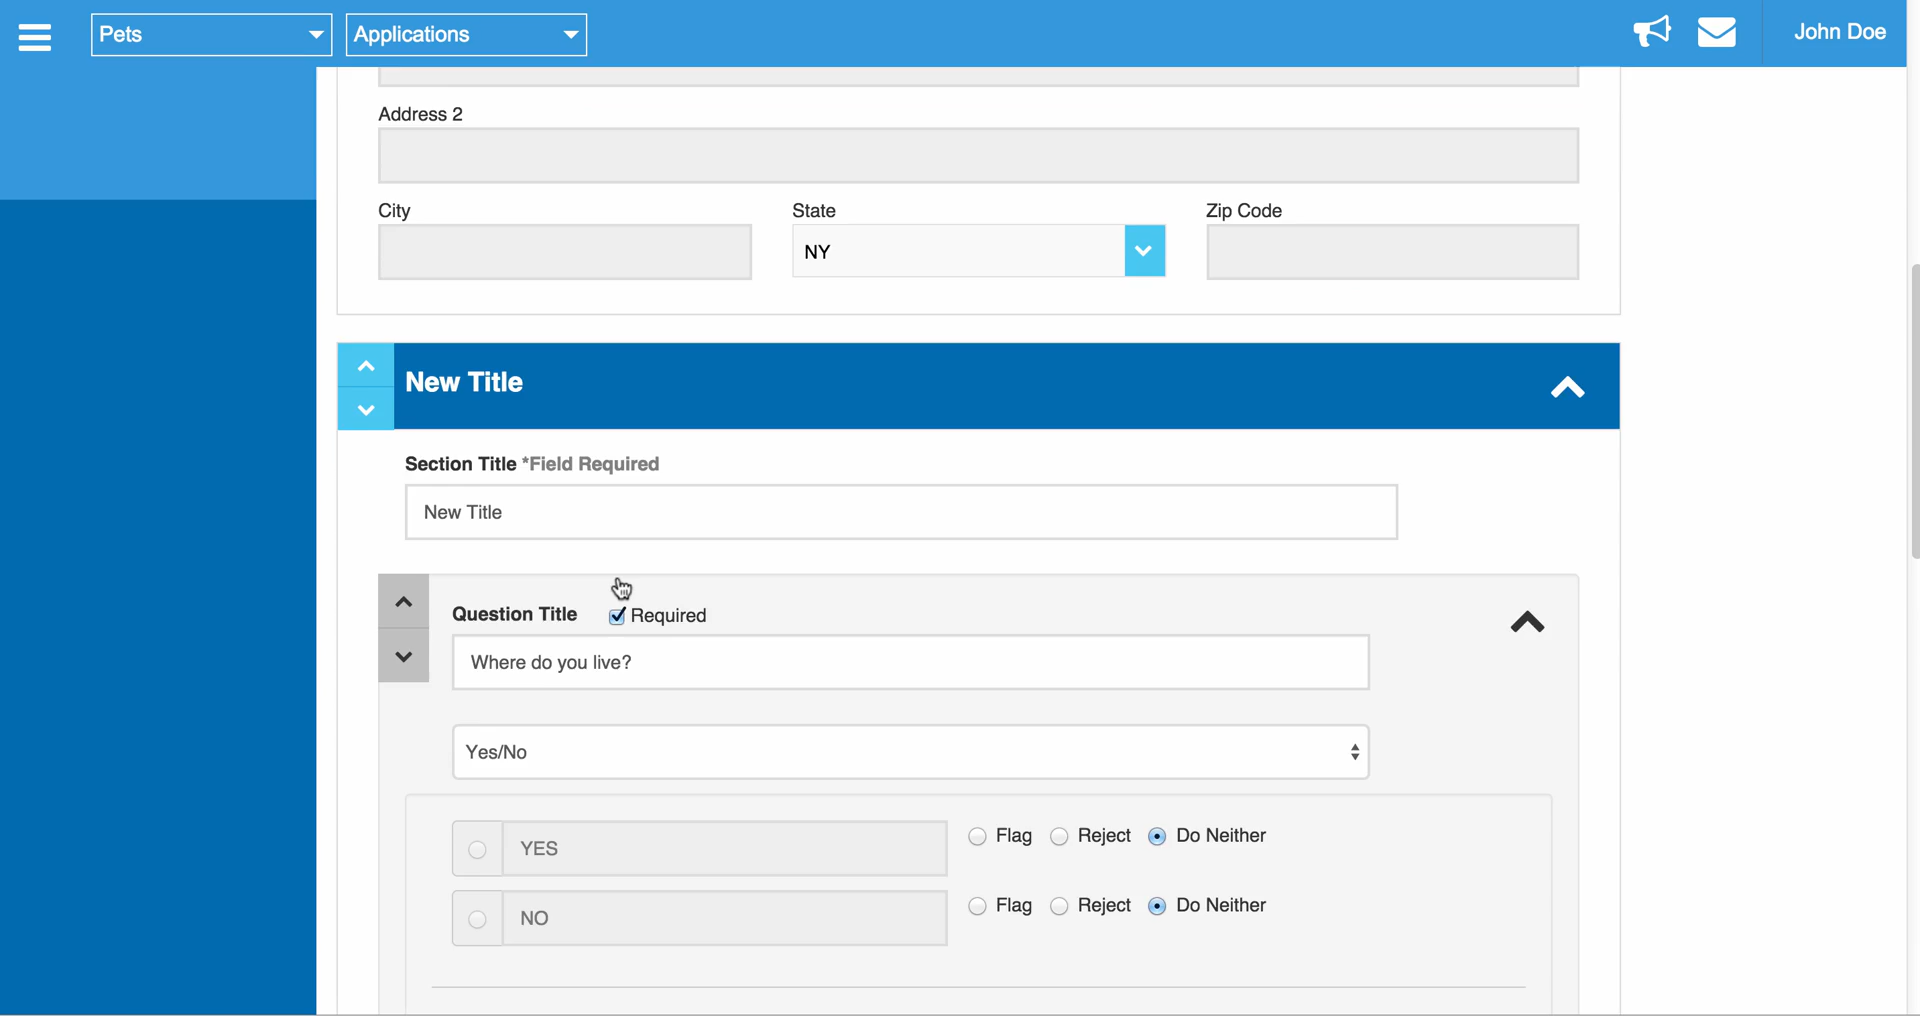 Pets
Applications
John Doe
Address 2
City State Zip Code
NY
New Title
Section Title *Field Required
New Title
Question Title Required
Where do you live?
Yes/No
YES Flag Reject Do Neither
NO Flag Reject Do Neither